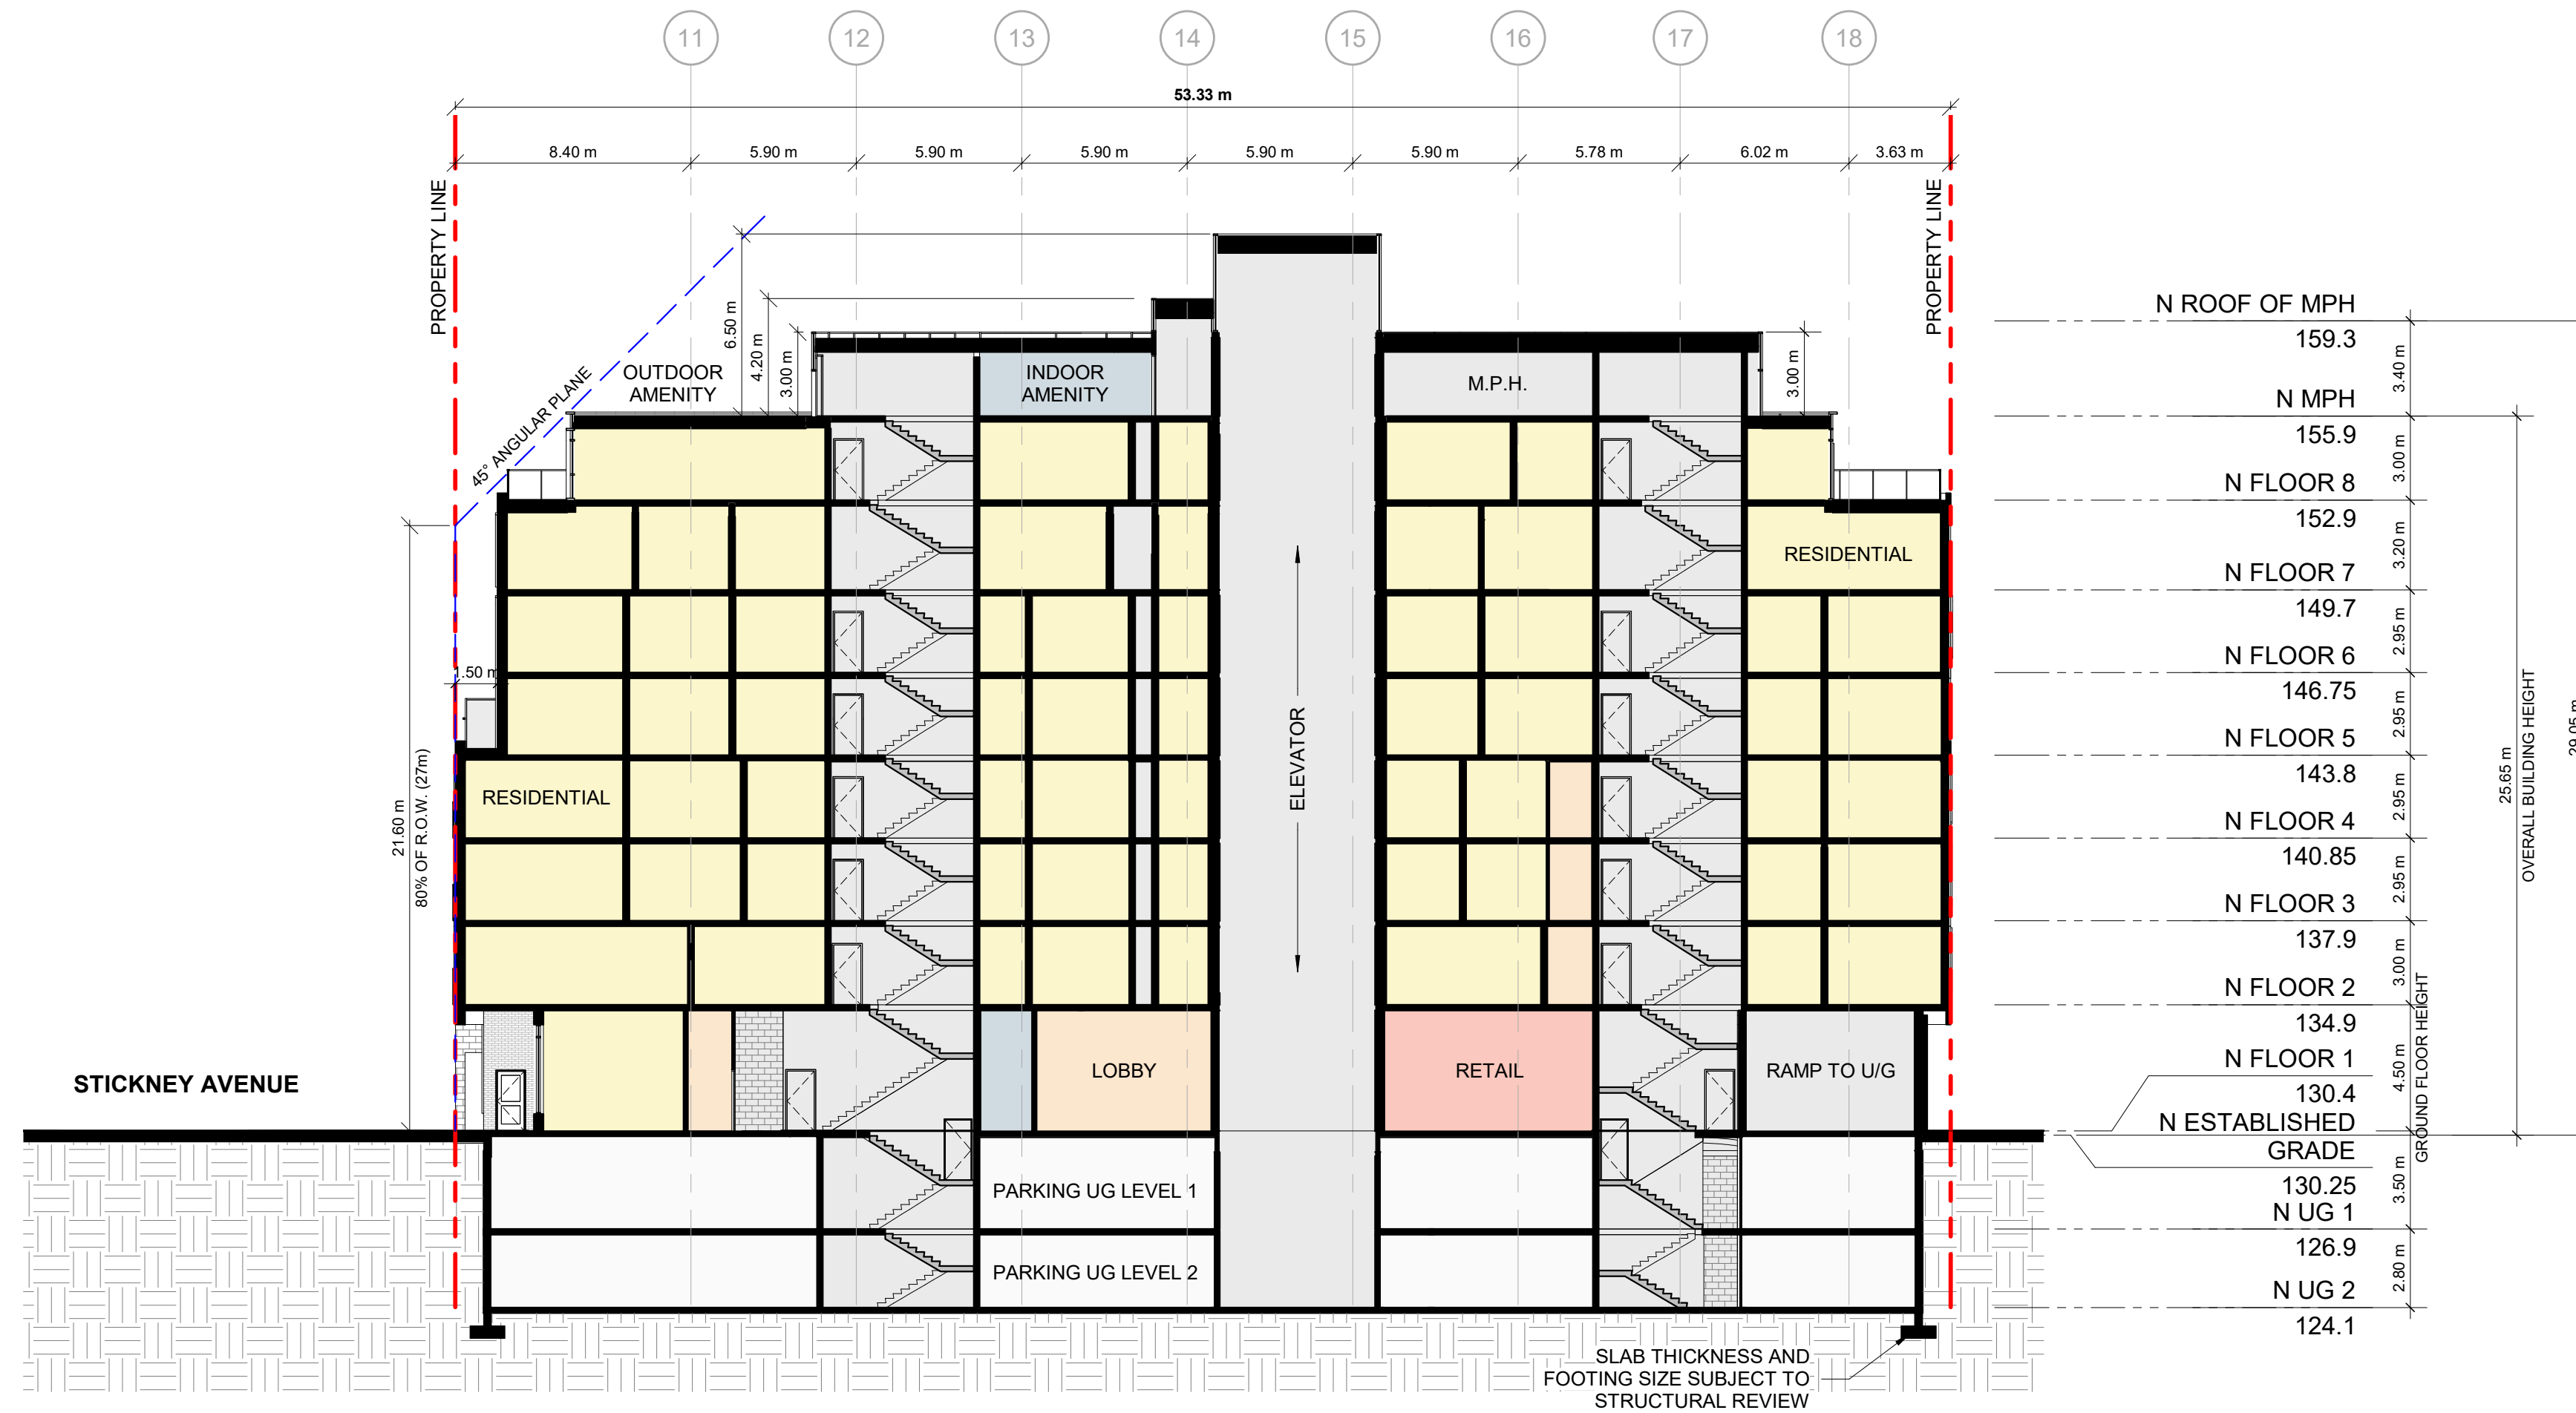 11 12 13 14 15 16 17 18
53.33 m
8.40 m 5.90 m 5.90 m 5.90 m 5.90 m 5.90 m 5.78 m 6.02 m 3.63 m
PROPERTY LINE
PROPERTY LINE
45° ANGULAR PLANE
6.50 m
4.20 m
3.00 m
3.00 m
OUTDOOR
AMENITY
INDOOR
AMENITY
M.P.H.
RESIDENTIAL
1.50 m
RESIDENTIAL
ELEVATOR
21.60 m
80% OF R.O.W. (27m)
STICKNEY AVENUE
LOBBY
RETAIL
RAMP TO U/G
PARKING UG LEVEL 1
PARKING UG LEVEL 2
SLAB THICKNESS AND
FOOTING SIZE SUBJECT TO
STRUCTURAL REVIEW
N ROOF OF MPH
159.3
3.40 m
N MPH
155.9
3.00 m
N FLOOR 8
152.9
3.20 m
N FLOOR 7
149.7
2.95 m
N FLOOR 6
146.75
2.95 m
N FLOOR 5
143.8
2.95 m
N FLOOR 4
140.85
2.95 m
N FLOOR 3
137.9
3.00 m
N FLOOR 2
134.9
4.50 m
GROUND FLOOR HEIGHT
N FLOOR 1
130.4
N ESTABLISHED
GRADE
130.25
3.50 m
N UG 1
126.9
2.80 m
N UG 2
124.1
25.65 m
OVERALL BUILDING HEIGHT
29.05 m